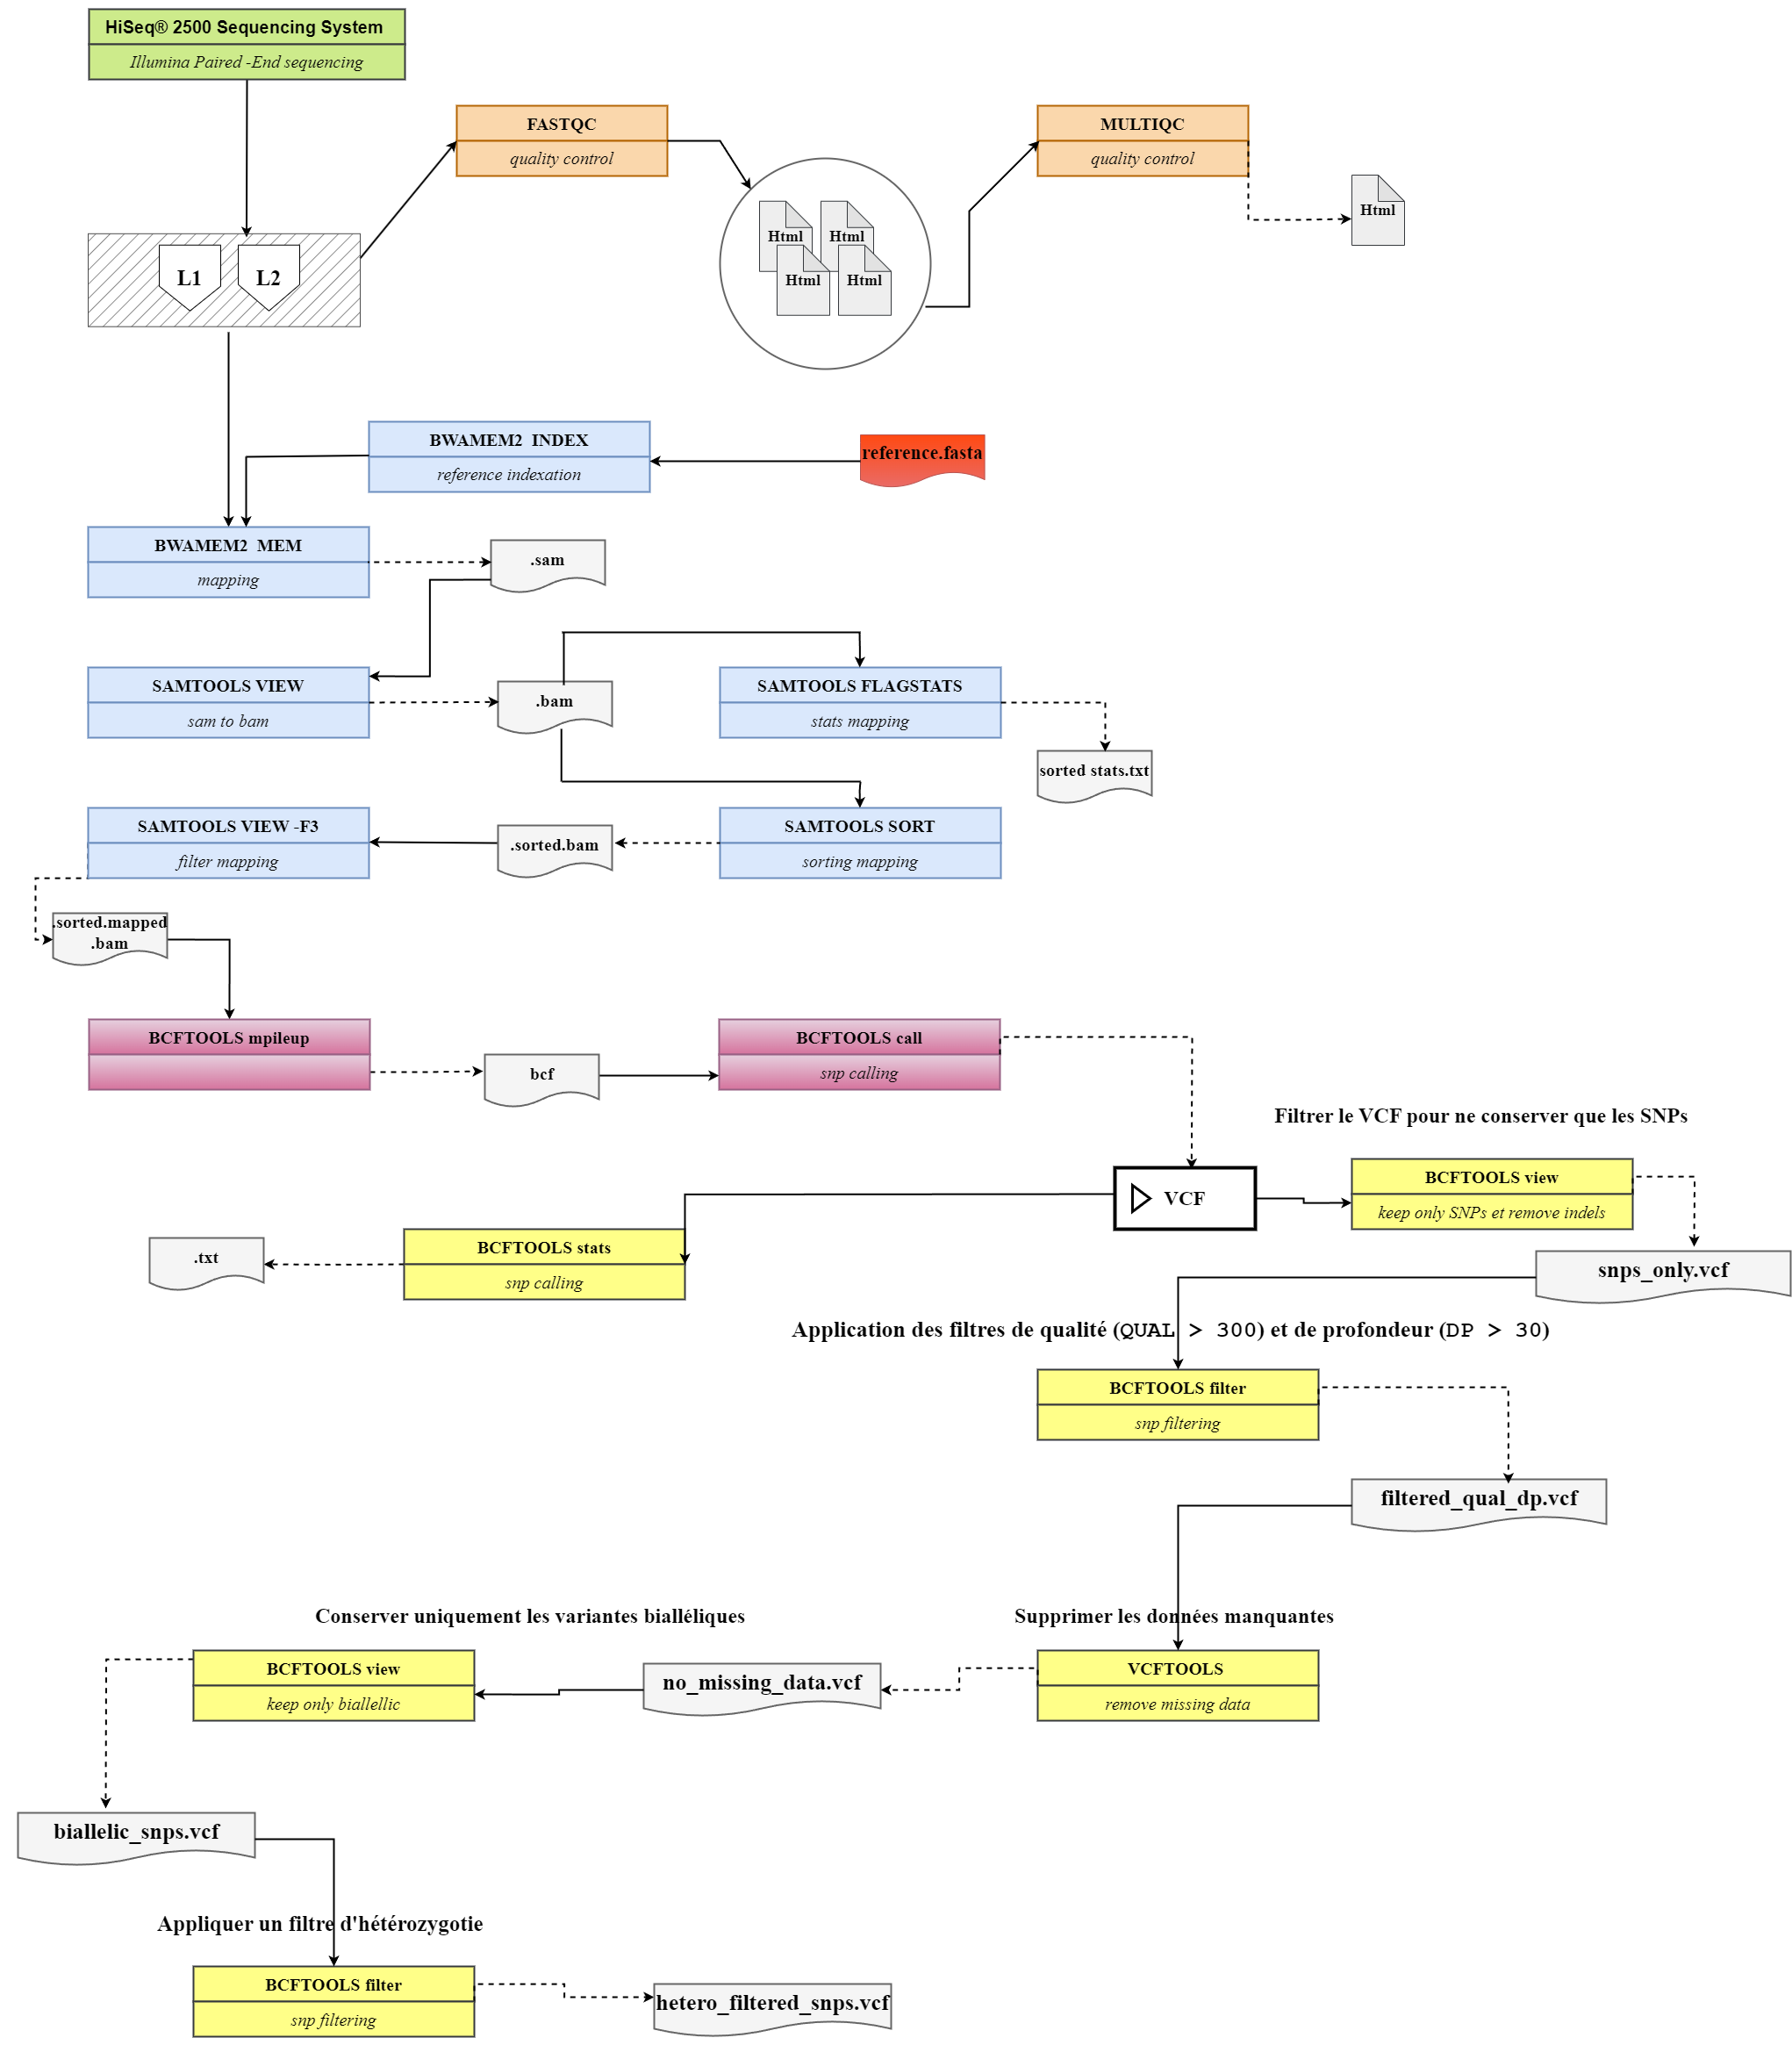 HiSeq® 2500 Sequencing System
Illumina Paired -End sequencing
FASTQC
quality control
MULTIQC
quality control
Html
Html
Html
Html
Html
L1
L2
BWAMEM2 INDEX
reference indexation
reference.fasta
BWAMEM2 MEM
mapping
.sam
SAMTOOLS VIEW
sam to bam
.bam
SAMTOOLS FLAGSTATS
stats mapping
sorted stats.txt
SAMTOOLS VIEW -F3
filter mapping
.sorted.bam
SAMTOOLS SORT
sorting mapping
.sorted.mapped
.bam
BCFTOOLS mpileup
bcf
BCFTOOLS call
snp calling
Filtrer le VCF pour ne conserver que les SNPs
VCF
BCFTOOLS view
keep only SNPs et remove indels
BCFTOOLS stats
snp calling
.txt
snps_only.vcf
Application des filtres de qualité (QUAL > 300) et de profondeur (DP > 30)
BCFTOOLS filter
snp filtering
filtered_qual_dp.vcf
Conserver uniquement les variantes bialléliques
Supprimer les données manquantes
BCFTOOLS view
keep only biallellic
no_missing_data.vcf
VCFTOOLS
remove missing data
biallelic_snps.vcf
Appliquer un filtre d'hétérozygotie
BCFTOOLS filter
snp filtering
hetero_filtered_snps.vcf